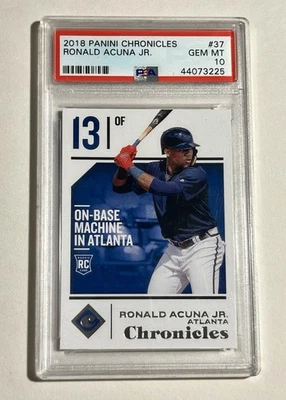 2018 PANINI CHRONICLES #37
RONALD ACUNA JR. GEM MT
PSA 10
44073225
13 OF
ON-BASE
MACHINE
IN ATLANTA
RC
RONALD ACUNA JR.
ATLANTA
Chronicles